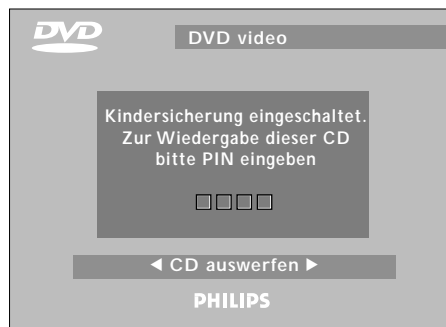 DVD
DVD video
Kindersicherung eingeschaltet.
Zur Wiedergabe dieser CD
bitte PIN eingeben
◀ CD auswerfen ▶
PHILIPS